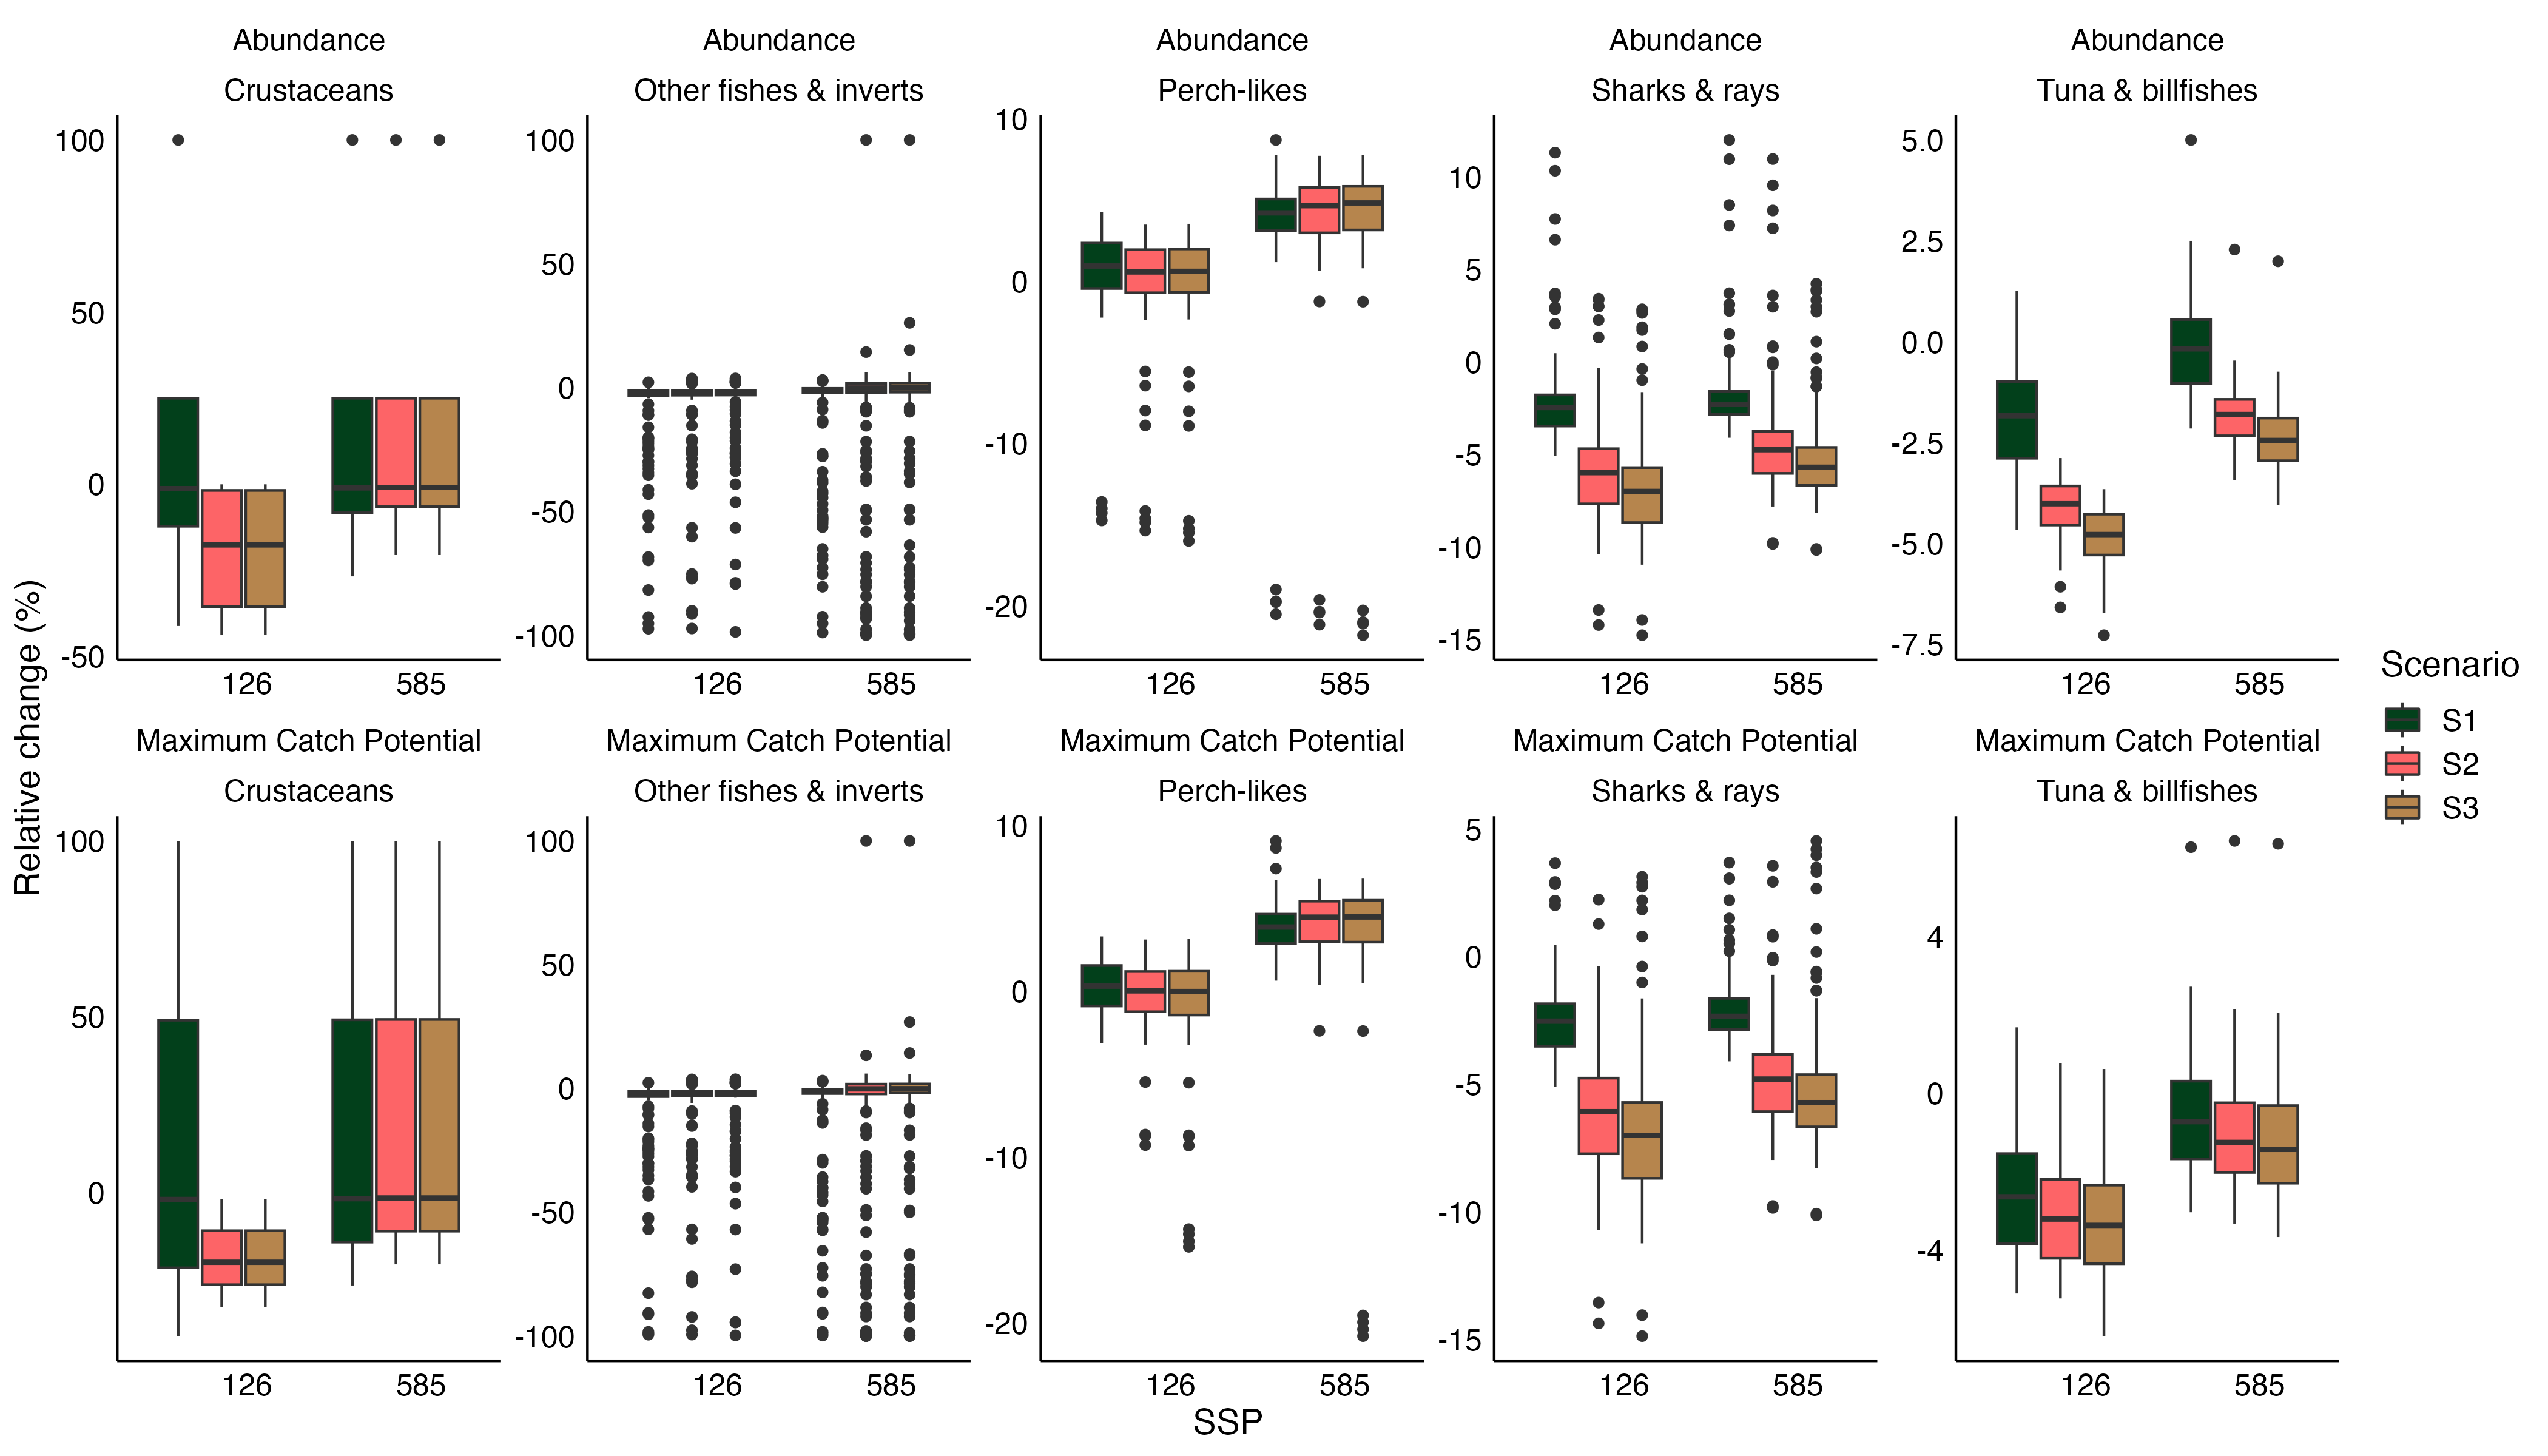 Abundance Abundance Abundance Abundance Abundance
Crustaceans Other fishes & inverts Perch-likes Sharks & rays Tuna & billfishes
100 50 0 -50
126 585
100 50 0 -50 -100
126 585
10 0 -10 -20
126 585
10 5 0 -5 -10 -15
126 585
5.0 2.5 0.0 -2.5 -5.0 -7.5
126 585
Relative change (%)
Maximum Catch Potential Maximum Catch Potential Maximum Catch Potential Maximum Catch Potential Maximum Catch Potential
Crustaceans Other fishes & inverts Perch-likes Sharks & rays Tuna & billfishes
100 50 0
126 585
100 50 0 -50 -100
126 585
10 0 -10 -20
126 585
5 0 -5 -10 -15
126 585
4 0 -4
126 585
SSP
Scenario
S1
S2
S3